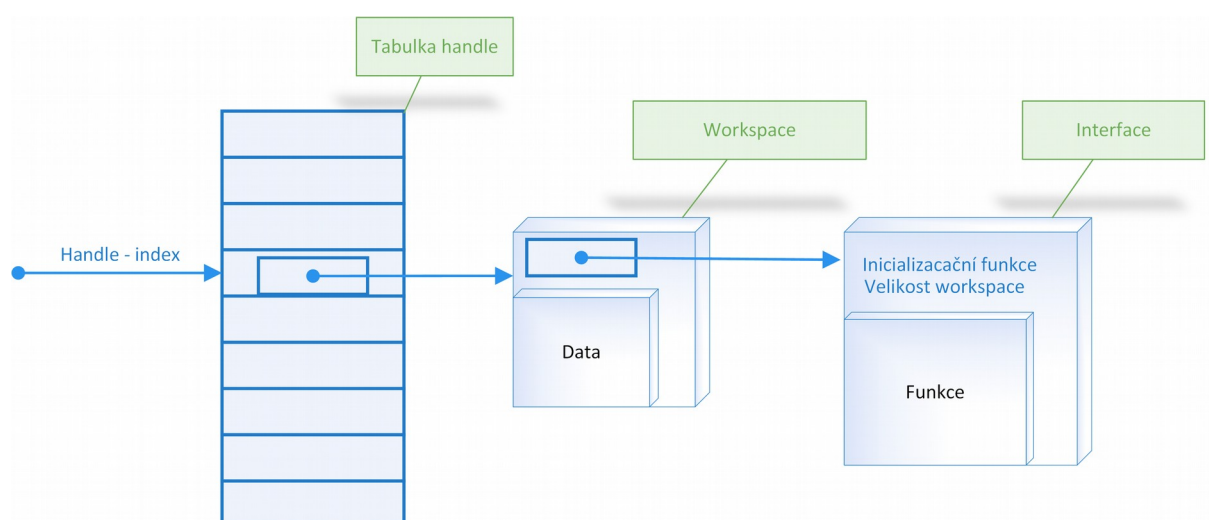 Tabulka handle
Workspace
Interface
Handle - index
Inicializacační funkce
Velikost workspace
Data
Funkce